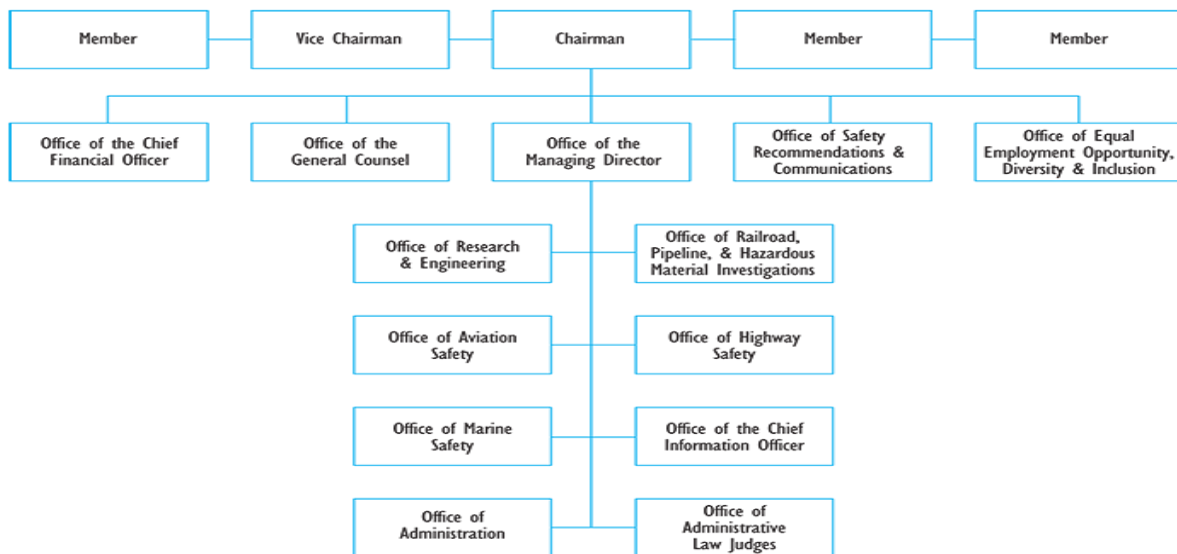 Member
Vice Chairman
Chairman
Member
Member
Office of the Chief
Financial Officer
Office of the
General Counsel
Office of the
Managing Director
Office of Safety
Recommendations &
Communications
Office of Equal
Employment Opportunity,
Diversity & Inclusion
Office of Research
& Engineering
Office of Railroad,
Pipeline, & Hazardous
Material Investigations
Office of Aviation
Safety
Office of Highway
Safety
Office of Marine
Safety
Office of the Chief
Information Officer
Office of
Administration
Office of
Administrative
Law Judges